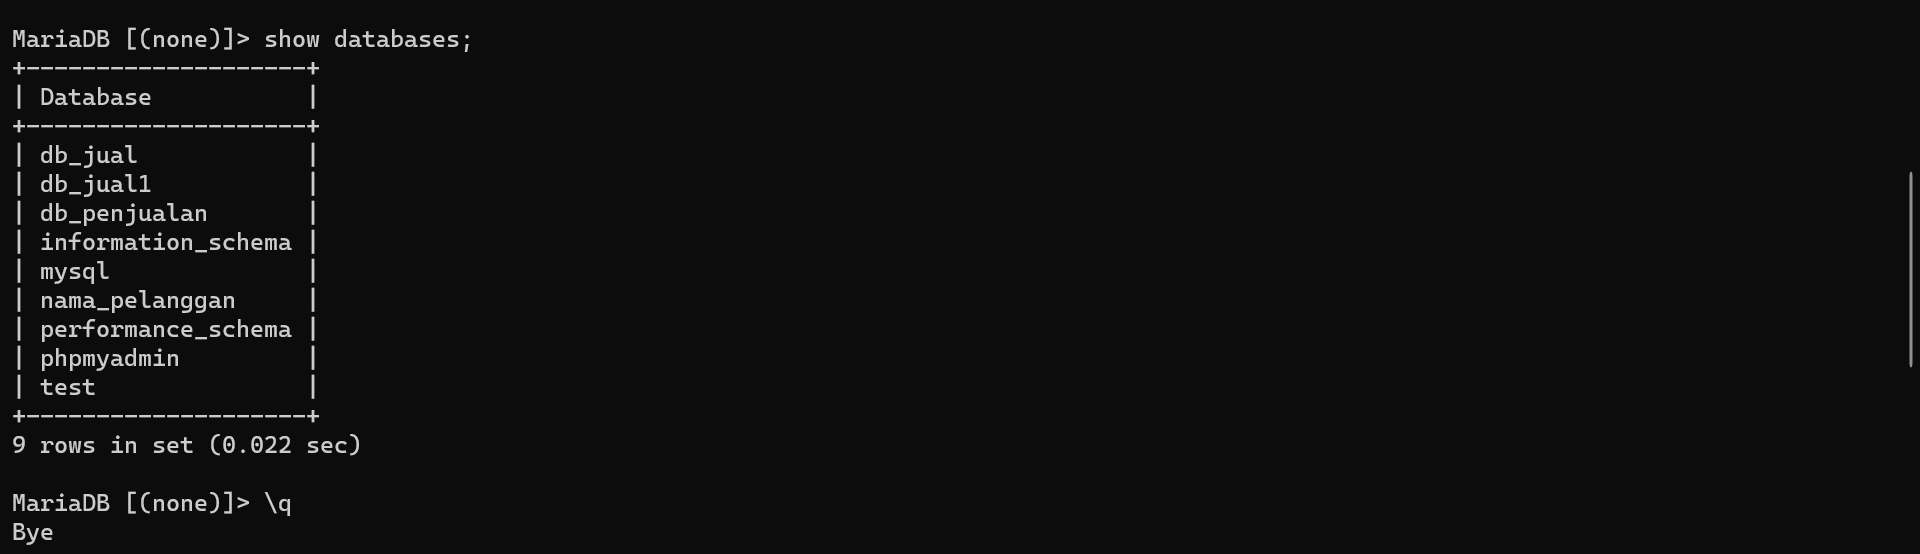 MariaDB [(none)]> show databases;
+--------------------+
| Database           |
+--------------------+
| db_jual            |
| db_jual1           |
| db_penjualan       |
| information_schema |
| mysql              |
| nama_pelanggan     |
| performance_schema |
| phpmyadmin         |
| test               |
+--------------------+
9 rows in set (0.022 sec)
MariaDB [(none)]> \q
Bye